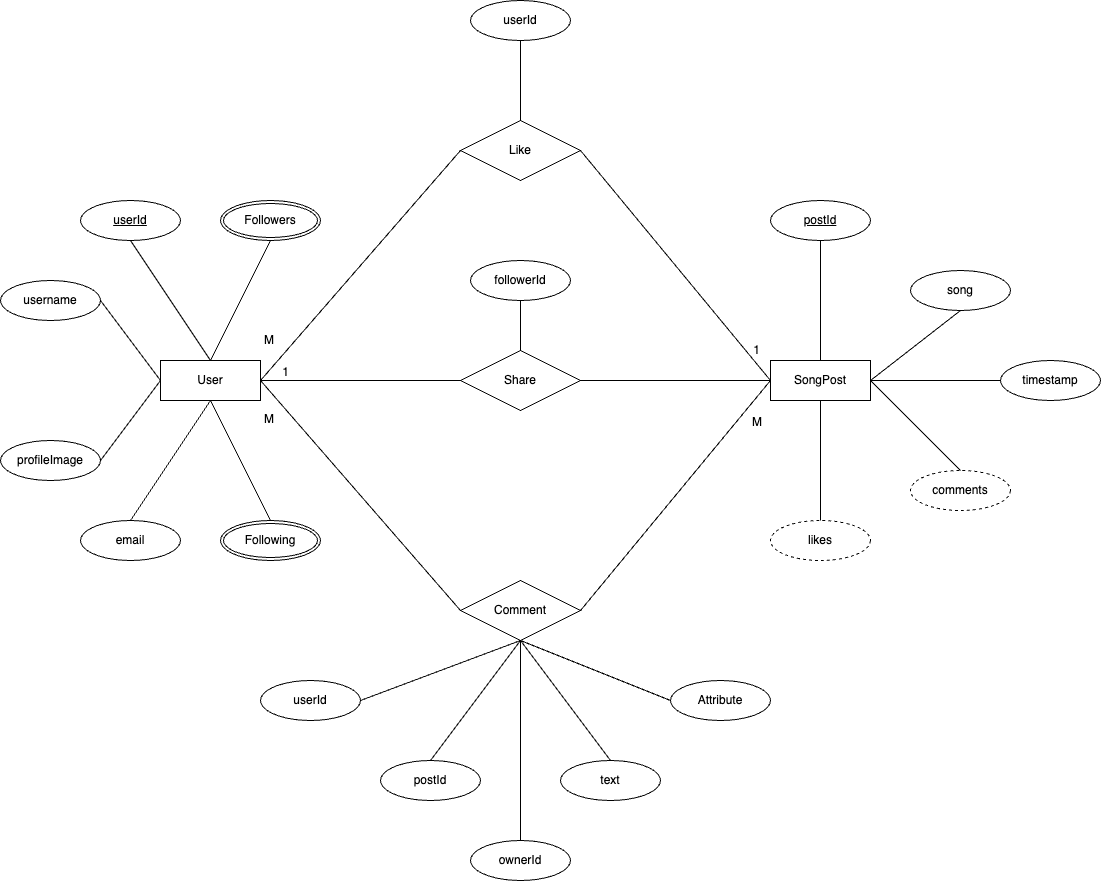 userId
Like
userId
Followers
postId
followerId
song
username
M
1
User
1
Share
SongPost
timestamp
M
M
profileImage
comments
email
Following
likes
Comment
userId
Attribute
postId
text
ownerId